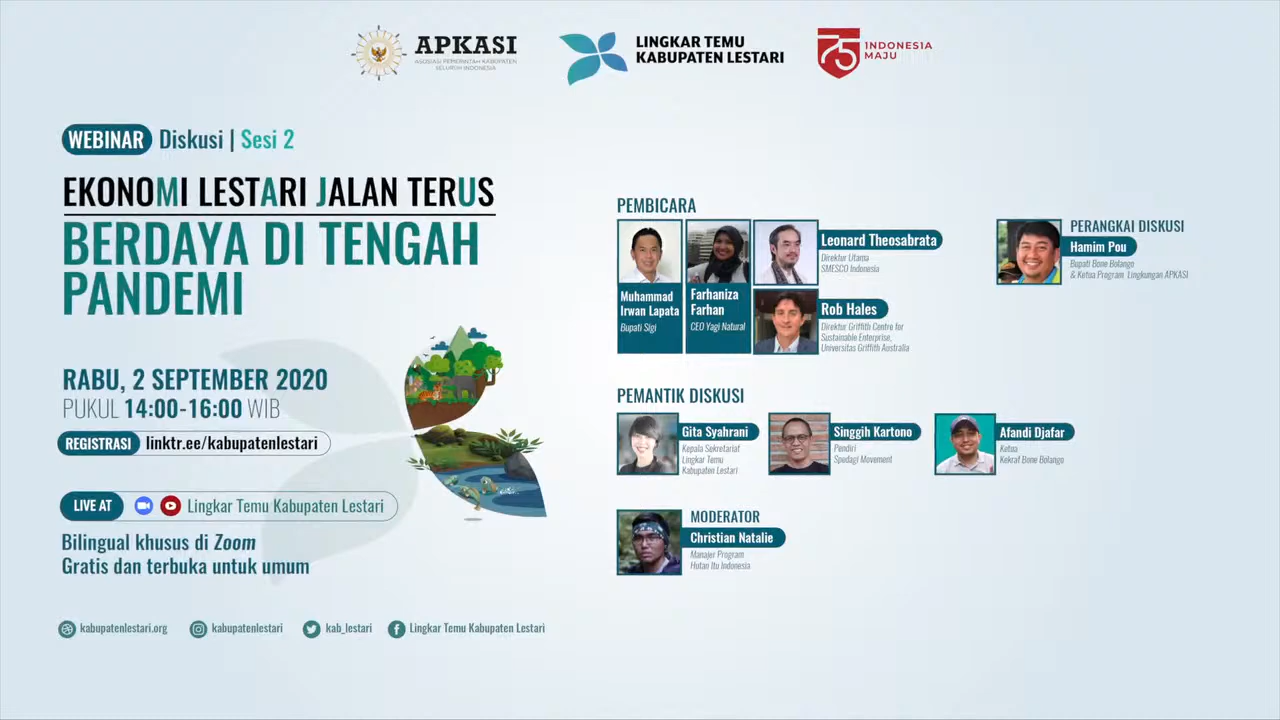 APKASI
ASOSIASI PEMERINTAH KABUPATEN
SELURUH INDONESIA
LINGKAR TEMU
KABUPATEN LESTARI
75
INDONESIA
MAJU
WEBINAR Diskusi | Sesi 2
EKONOMI LESTARI JALAN TERUS
BERDAYA DI TENGAH
PANDEMI
RABU, 2 SEPTEMBER 2020
PUKUL 14:00-16:00 WIB
REGISTRASI linktr.ee/kabupatenlestari
LIVE AT Lingkar Temu Kabupaten Lestari
Bilingual khusus di Zoom
Gratis dan terbuka untuk umum
kabupatenlestari.org kabupatenlestari kab_lestari Lingkar Temu Kabupaten Lestari
PEMBICARA
Muhammad
Irwan Lapata
Bupati Sigi
Farhaniza
Farhan
CEO Yagi Natural
Leonard Theosabrata
Direktur Utama
SMESCO Indonesia
Rob Hales
Direktur Griffith Centre for
Sustainable Enterprise,
Universitas Griffith Australia
PERANGKAI DISKUSI
Hamim Pou
Bupati Bone Bolango
& Ketua Program Lingkungan APKASI
PEMANTIK DISKUSI
Gita Syahrani
Kepala Sekretariat
Lingkar Temu
Kabupaten Lestari
Singgih Kartono
Pendiri
Spedagi Movement
Afandi Djafar
Ketua
Kekraf Bone Bolango
MODERATOR
Christian Natalie
Manajer Program
Hutan Itu Indonesia